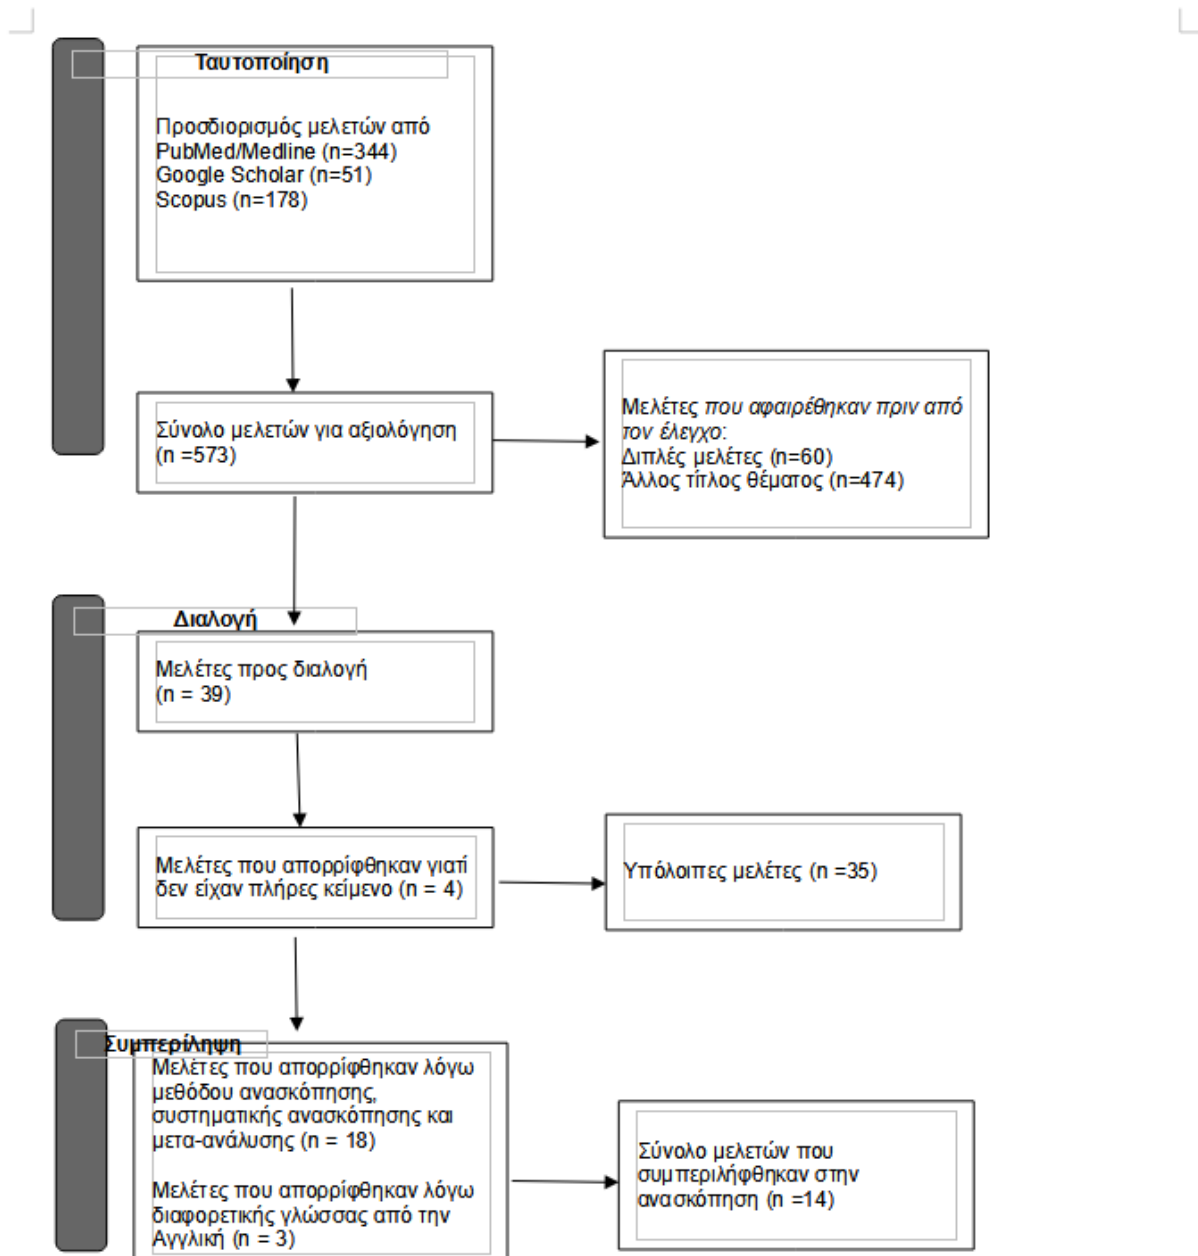 Ταυτοποίηση
Προσδιορισμός μελετών από
PubMed/Medline (n=344)
Google Scholar (n=51)
Scopus (n=178)
Σύνολο μελετών για αξιολόγηση
(n =573)
Μελέτες που αφαιρέθηκαν πριν από
τον έλεγχο:
Διπλές μελέτες (n=60)
Άλλος τίτλος θέματος (n=474)
Διαλογή
Μελέτες προς διαλογή
(n = 39)
Μελέτες που απορρίφθηκαν γιατί
δεν είχαν πλήρες κείμενο (n = 4)
Υπόλοιπες μελέτες (n =35)
Συμπερίληψη
Μελέτες που απορρίφθηκαν λόγω
μεθόδου ανασκόπησης,
συστηματικής ανασκόπησης και
μετα-ανάλυσης (n = 18)
Μελέτες που απορρίφθηκαν λόγω
διαφορετικής γλώσσας από την
Αγγλική (n = 3)
Σύνολο μελετών που
συμπεριλήφθηκαν στην
ανασκόπηση (n =14)